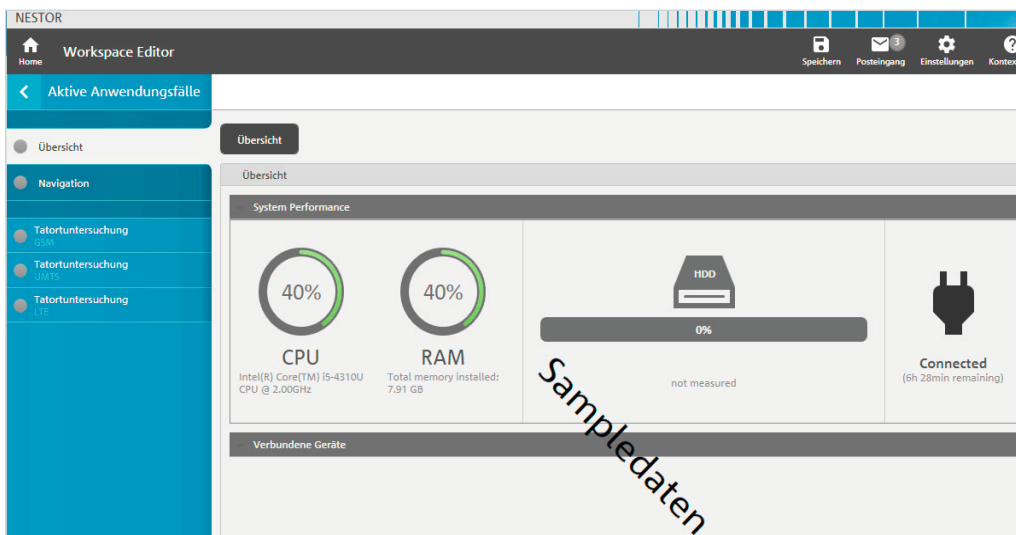 NESTOR
Home
Workspace Editor
Speichern
Posteingang
3
Einstellungen
Aktive Anwendungsfälle
Übersicht
Navigation
Tatortuntersuchung
GSM
Tatortuntersuchung
UMTS
Tatortuntersuchung
LTE
Übersicht
Übersicht
System Performance
40%
CPU
Intel(R) Core(TM) i5-4310U
CPU @ 2.00GHz
40%
RAM
Total memory installed:
7.91 GB
HDD
0%
not measured
Connected
(6h 28min remaining)
Verbundene Geräte
Sampledaten